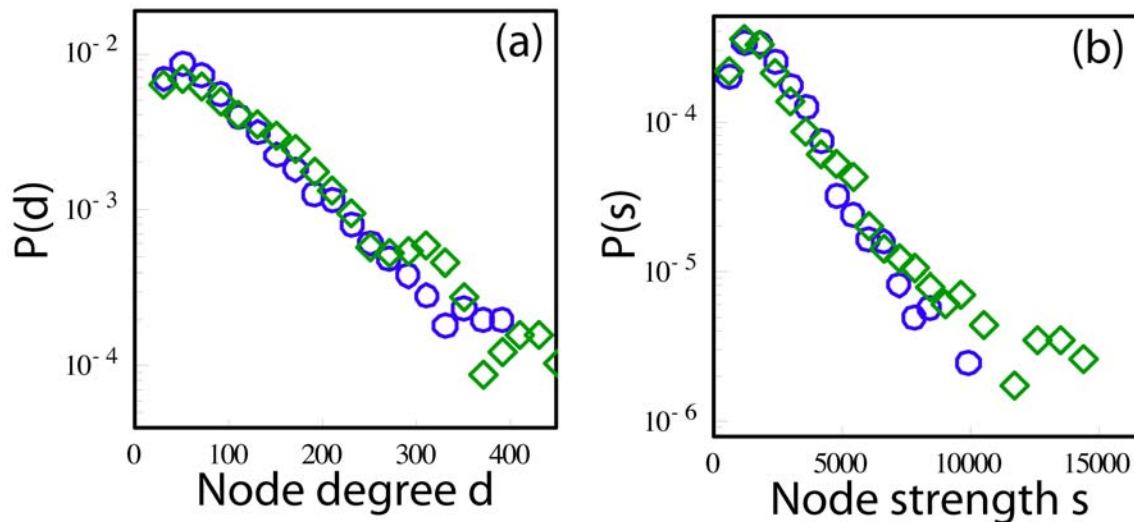 (a)
P(d)
10⁻²
10⁻³
10⁻⁴
0 100 200 300 400
Node degree d
(b)
P(s)
10⁻⁴
10⁻⁵
10⁻⁶
0 5000 10000 15000
Node strength s